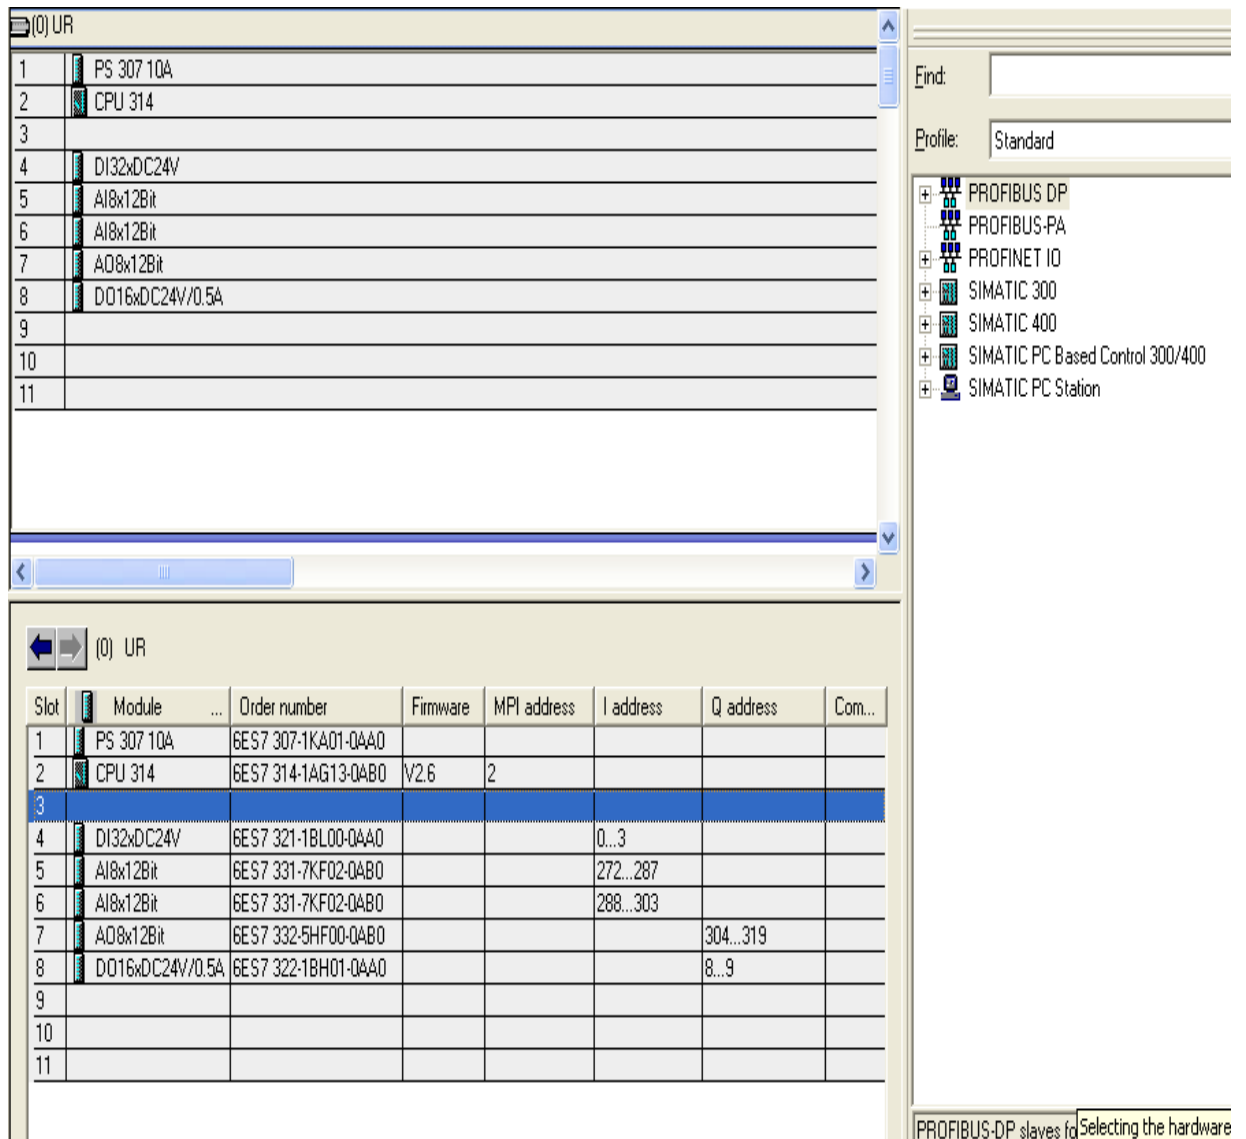 (0) UR
1 PS 307 10A
2 CPU 314
3
4 DI32xDC24V
5 AI8x12Bit
6 AI8x12Bit
7 AO8x12Bit
8 DO16xDC24V/0.5A
9
10
11
Find:
Profile: Standard
PROFIBUS DP
PROFIBUS-PA
PROFINET IO
SIMATIC 300
SIMATIC 400
SIMATIC PC Based Control 300/400
SIMATIC PC Station
(0) UR
Slot Module ... Order number Firmware MPI address I address Q address Com...
1 PS 307 10A 6ES7 307-1KA01-0AA0
2 CPU 314 6ES7 314-1AG13-0AB0 V2.6 2
3
4 DI32xDC24V 6ES7 321-1BL00-0AA0 0...3
5 AI8x12Bit 6ES7 331-7KF02-0AB0 272...287
6 AI8x12Bit 6ES7 331-7KF02-0AB0 288...303
7 AO8x12Bit 6ES7 332-5HF00-0AB0 304...319
8 DO16xDC24V/0.5A 6ES7 322-1BH01-0AA0 8...9
9
10
11
PROFIBUS-DP slaves fo Selecting the hardware